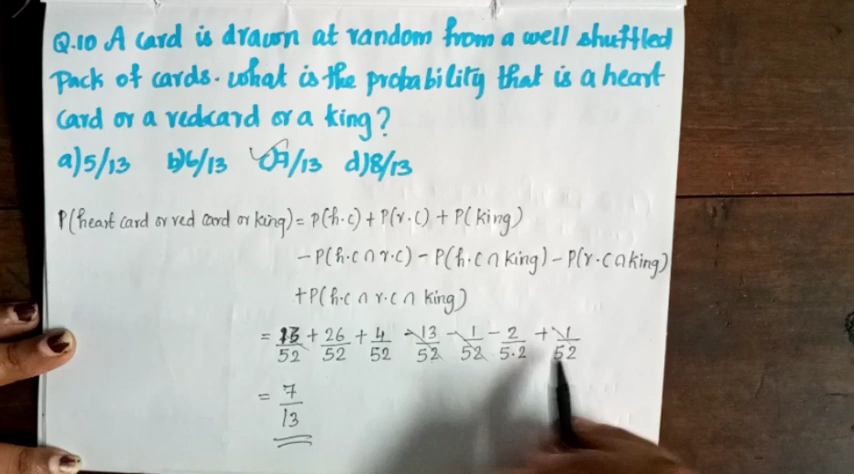 Q.10 A card is drawn at random from a well shuffled
Pack of cards. what is the probability that is a heart
Card or a redcard or a king?
a) 5/13 b) 6/13 c) 7/13 d) 8/13
P(heart card or red card or king) = P(h.c) + P(r.c) + P(king)
- P(h.c ∩ r.c) - P(h.c ∩ king) - P(r.c ∩ king)
+ P(h.c ∩ r.c ∩ king)
= 13/52 + 26/52 + 4/52 - 13/52 - 1/52 - 2/5.2 + 1/52
= 7/13